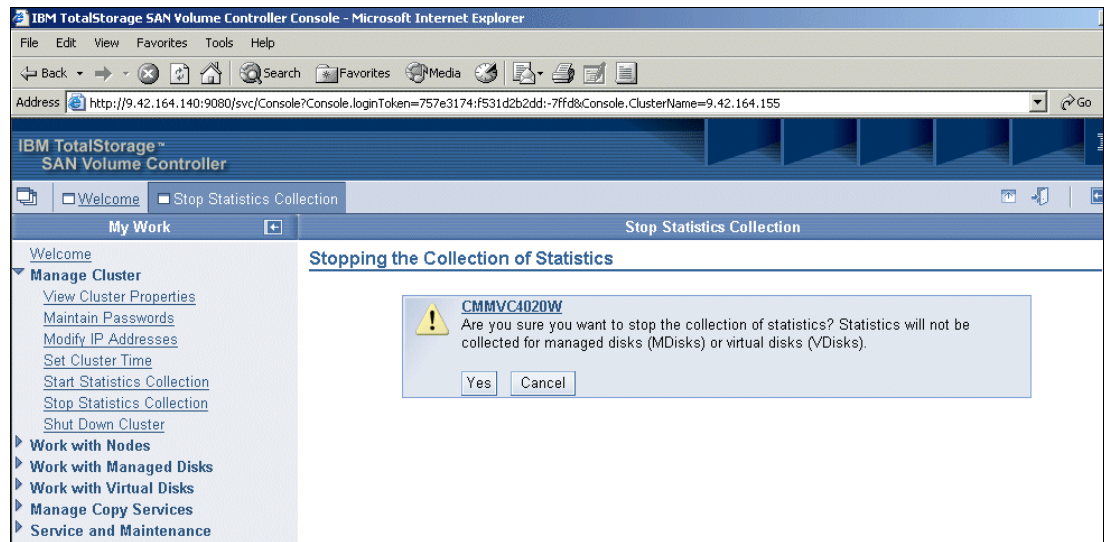 IBM TotalStorage SAN Volume Controller Console - Microsoft Internet Explorer
File Edit View Favorites Tools Help
Back Search Favorites Media
Address http://9.42.164.140:9080/svc/Console?Console.loginToken=757e3174:f531d2b2dd:-7ffd&Console.ClusterName=9.42.164.155 Go
IBM TotalStorage™
SAN Volume Controller
Welcome Stop Statistics Collection
My Work Stop Statistics Collection
Welcome
Manage Cluster
View Cluster Properties
Maintain Passwords
Modify IP Addresses
Set Cluster Time
Start Statistics Collection
Stop Statistics Collection
Shut Down Cluster
Work with Nodes
Work with Managed Disks
Work with Virtual Disks
Manage Copy Services
Service and Maintenance
Stopping the Collection of Statistics
CMMVC4020W
Are you sure you want to stop the collection of statistics? Statistics will not be
collected for managed disks (MDisks) or virtual disks (VDisks).
Yes Cancel